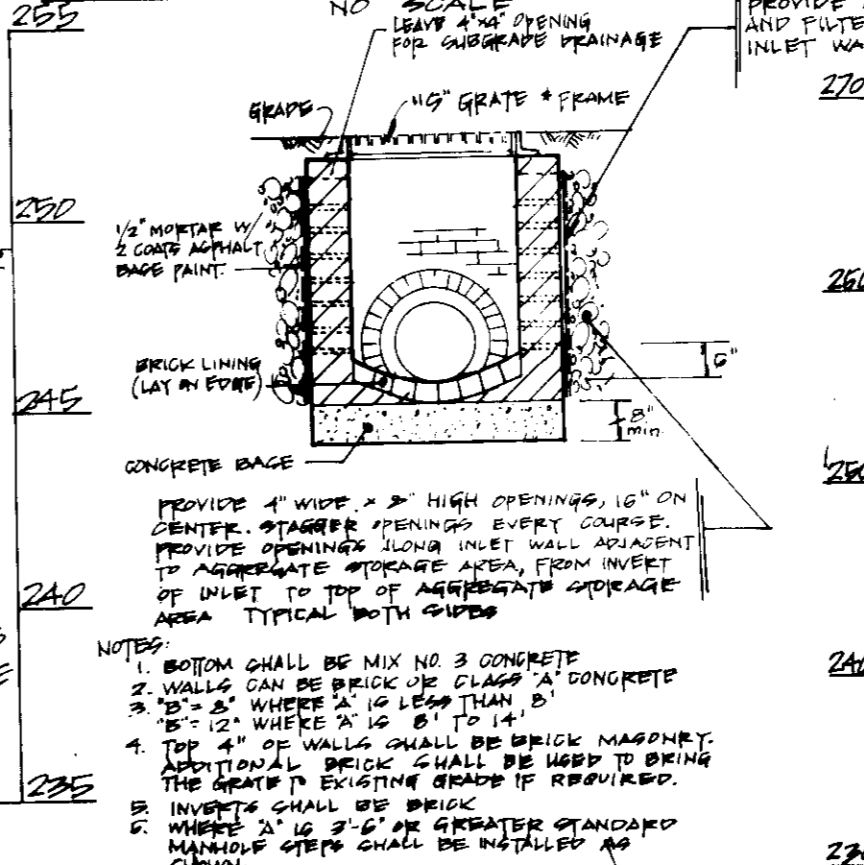 255
NO SCALE
LEAVE 4"x4" OPENING
FOR SUBGRADE DRAINAGE
PROVIDE
AND FILTE
INLET WA
270
GRADE
"S" GRATE & FRAME
250
1/2" MORTAR W/
2 COATS ASPHALT
BASE PAINT.
260
BRICK LINING
(LAY ON EDGE)
6"
245
8"
min.
CONCRETE BASE
250
PROVIDE 4" WIDE x 8" HIGH OPENINGS, 16" ON
CENTER. STAGGER OPENINGS EVERY COURSE.
PROVIDE OPENINGS ALONG INLET WALL ADJACENT
TO AGGREGATE STORAGE AREA, FROM INVERT
OF INLET TO TOP OF AGGREGATE STORAGE
AREA TYPICAL BOTH SIDES
240
NOTES:
1. BOTTOM SHALL BE MIX NO. 3 CONCRETE
2. WALLS CAN BE BRICK OR CLASS "A" CONCRETE
3. "B" = 8" WHERE "A" IS LESS THAN 8'
"B" = 12" WHERE "A" IS 8' TO 14'
4. TOP 4" OF WALLS SHALL BE BRICK MASONRY.
ADDITIONAL BRICK SHALL BE USED TO BRING
THE GRATE TO EXISTING GRADE IF REQUIRED.
240
235
5. INVERTS SHALL BE BRICK
6. WHERE "A" IS 3'-6" OR GREATER STANDARD
MANHOLE STEPS SHALL BE INSTALLED AS
SHOWN